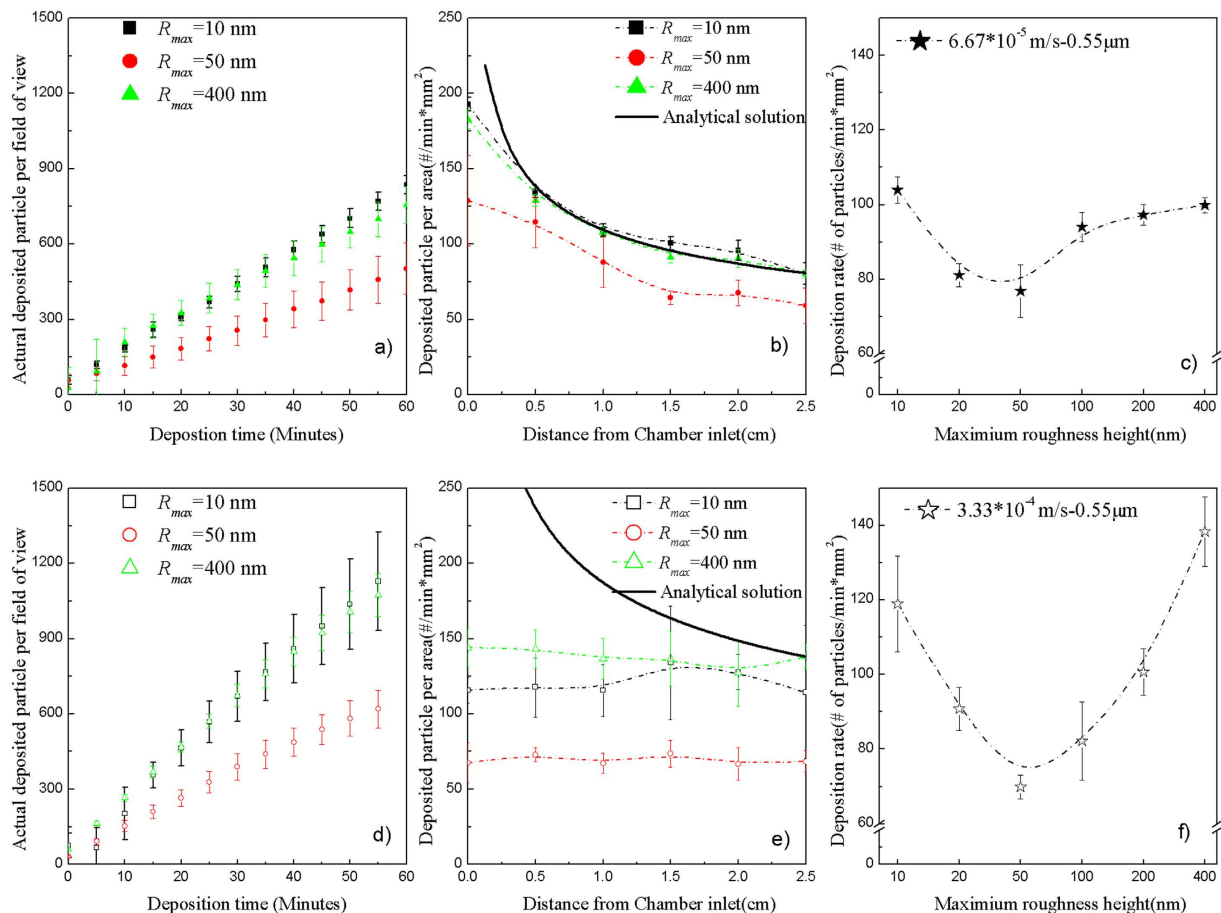 Actural deposited particle per field of view
1500
1200
900
600
300
0
R_max=10 nm
R_max=50 nm
R_max=400 nm
a)
0 10 20 30 40 50 60
Depostion time (Minutes)
Deposited particle per area(#/min*mm²)
250
200
150
100
50
0
R_max=10 nm
R_max=50 nm
R_max=400 nm
Analytical solution
b)
0.0 0.5 1.0 1.5 2.0 2.5
Distance from Chamber inlet(cm)
Deposition rate(# of particles/min*mm²)
140
120
100
80
60
0
6.67*10⁻⁵ m/s-0.55μm
c)
10 20 50 100 200 400
Maximium roughness height(nm)
Actual deposited particle per field of view
1500
1200
900
600
300
0
R_max=10 nm
R_max=50 nm
R_max=400 nm
d)
0 10 20 30 40 50 60
Deposition time (Minutes)
Deposited particle per area(#/min*mm²)
250
200
150
100
50
0
R_max=10 nm
R_max=50 nm
R_max=400 nm
Analytical solution
e)
0.0 0.5 1.0 1.5 2.0 2.5
Distance from Chamber inlet(cm)
Deposition rate(# of particles/min*mm²)
140
120
100
80
60
0
3.33*10⁻⁴ m/s-0.55μm
f)
10 20 50 100 200 400
Maximum roughness height(nm)